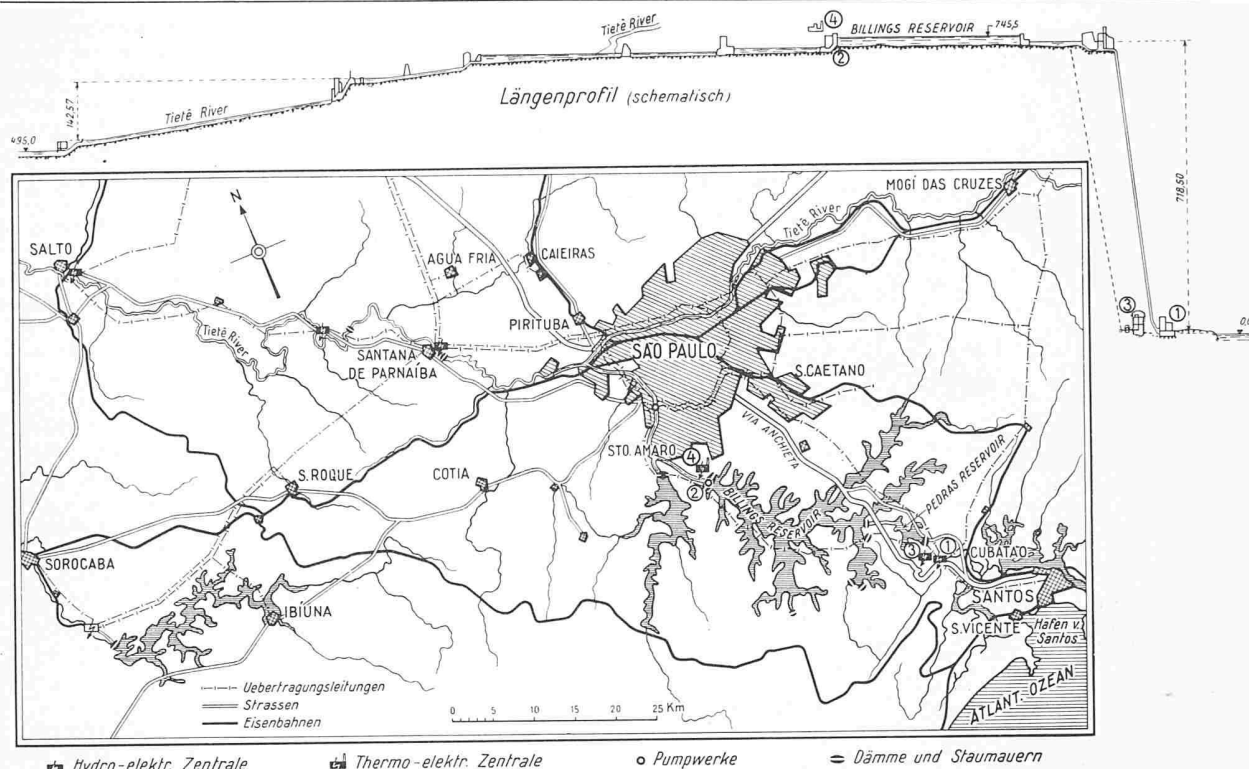 ④
Tietê River
BILLINGS RESERVOIR
745,5
②
Längenprofil (schematisch)
142,57
Tietê River
495,0
718,50
③
①
0,0
N
MOGÍ DAS CRUZES
Tietê River
SALTO
AGUA FRIA
CAIEIRAS
PIRITUBA
Tietê River
SANTANA
DE PARNAÍBA
SÃO PAULO
S.CAETANO
VIA ANCHIETA
STO. AMARO
④
②
S.ROQUE
COTIA
BILLINGS RESERVOIR
PEDRAS RESERVOIR
SOROCABA
③
①
CUBATÃO
SANTOS
IBIÚNA
S.VICENTE
Hafen v.
Santos
ATLANT. OZEAN
Uebertragungsleitungen
Strassen
Eisenbahnen
0 5 10 15 20 25 Km
Hydro-elektr. Zentrale
Thermo-elektr. Zentrale
Pumpwerke
Dämme und Staumauern